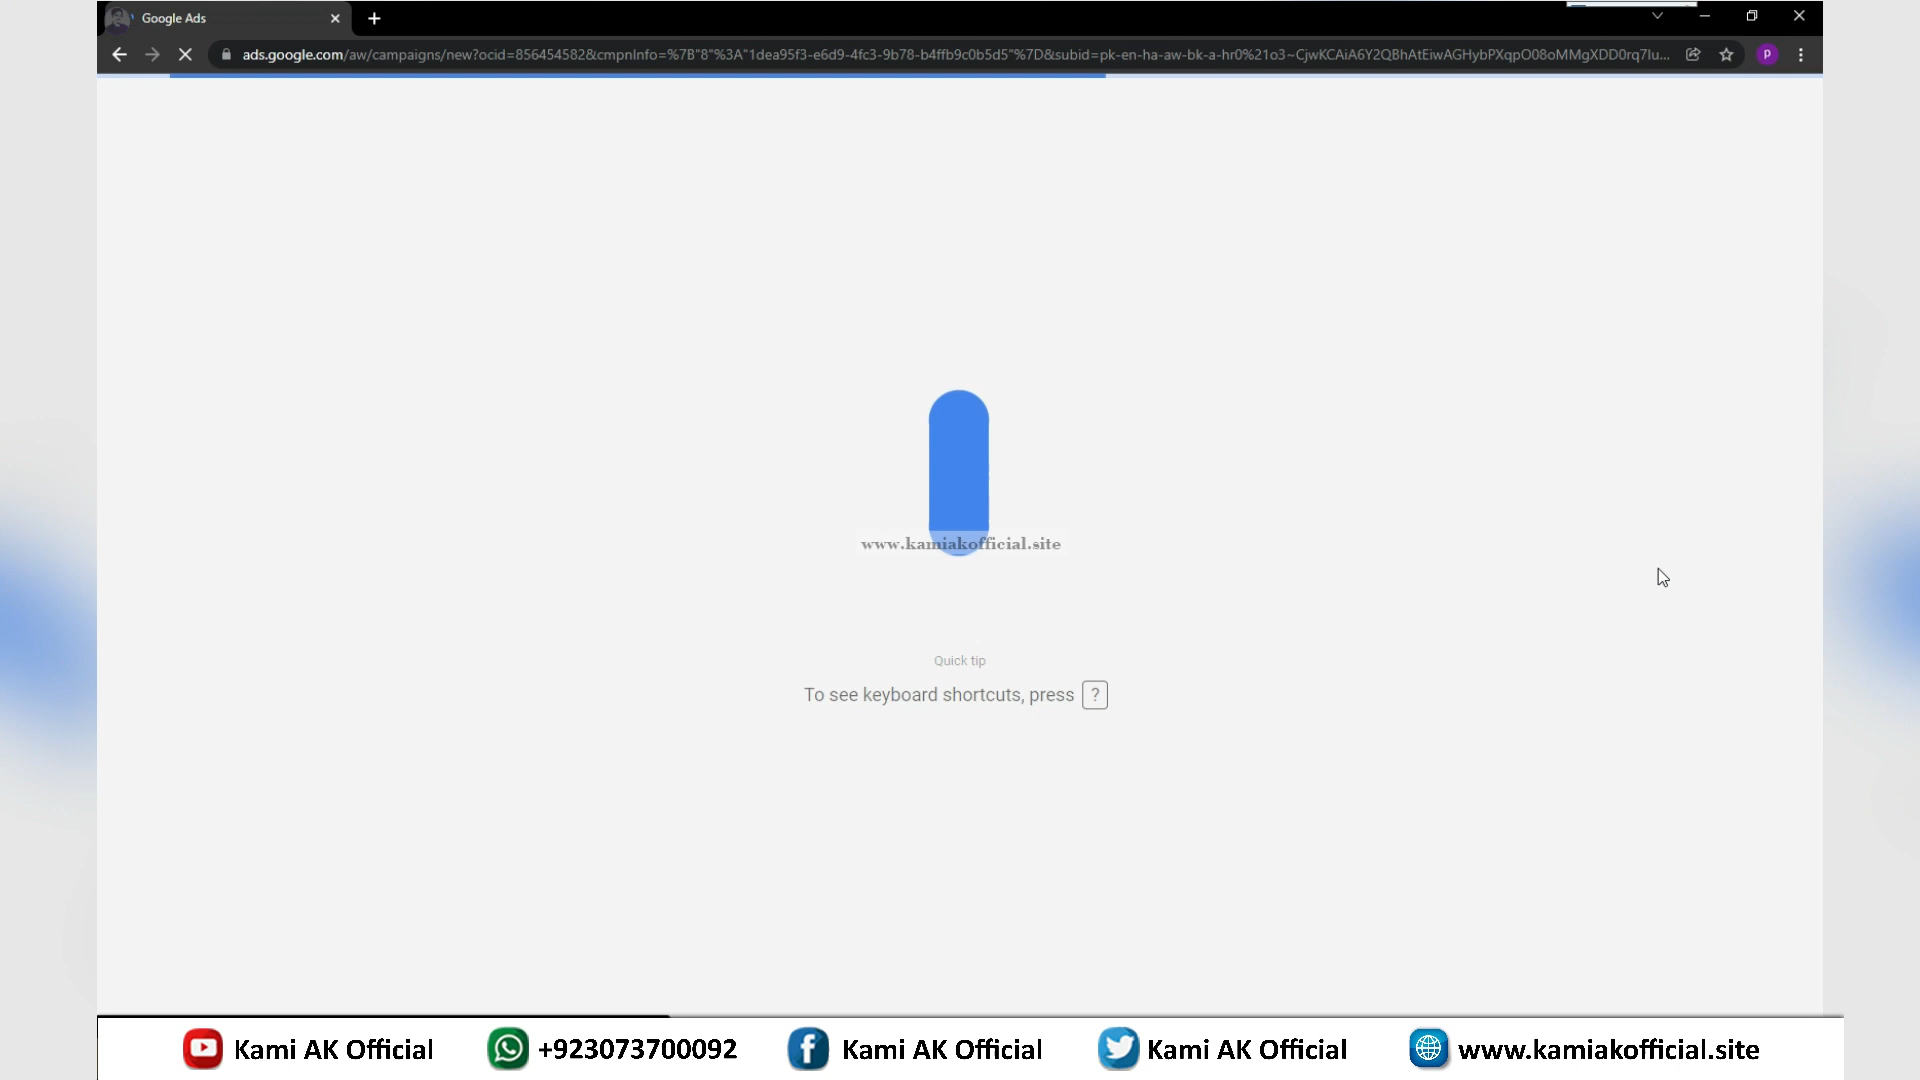 Google Ads
ads.google.com/aw/campaigns/new?ocid=856454582&cmpnInfo=%7B"8"%3A"1dea95f3-e6d9-4fc3-9b78-b4ffb9c0b5d5"%7D&subid=pk-en-ha-aw-bk-a-hr0%21o3~CjwKCAiA6Y2QBhAtEiwAGHybPXqpO08oMMgXDD0rq7lu...
P
www.kamiakofficial.site
Quick tip
To see keyboard shortcuts, press ?
Kami AK Official +923073700092 Kami AK Official Kami AK Official www.kamiakofficial.site